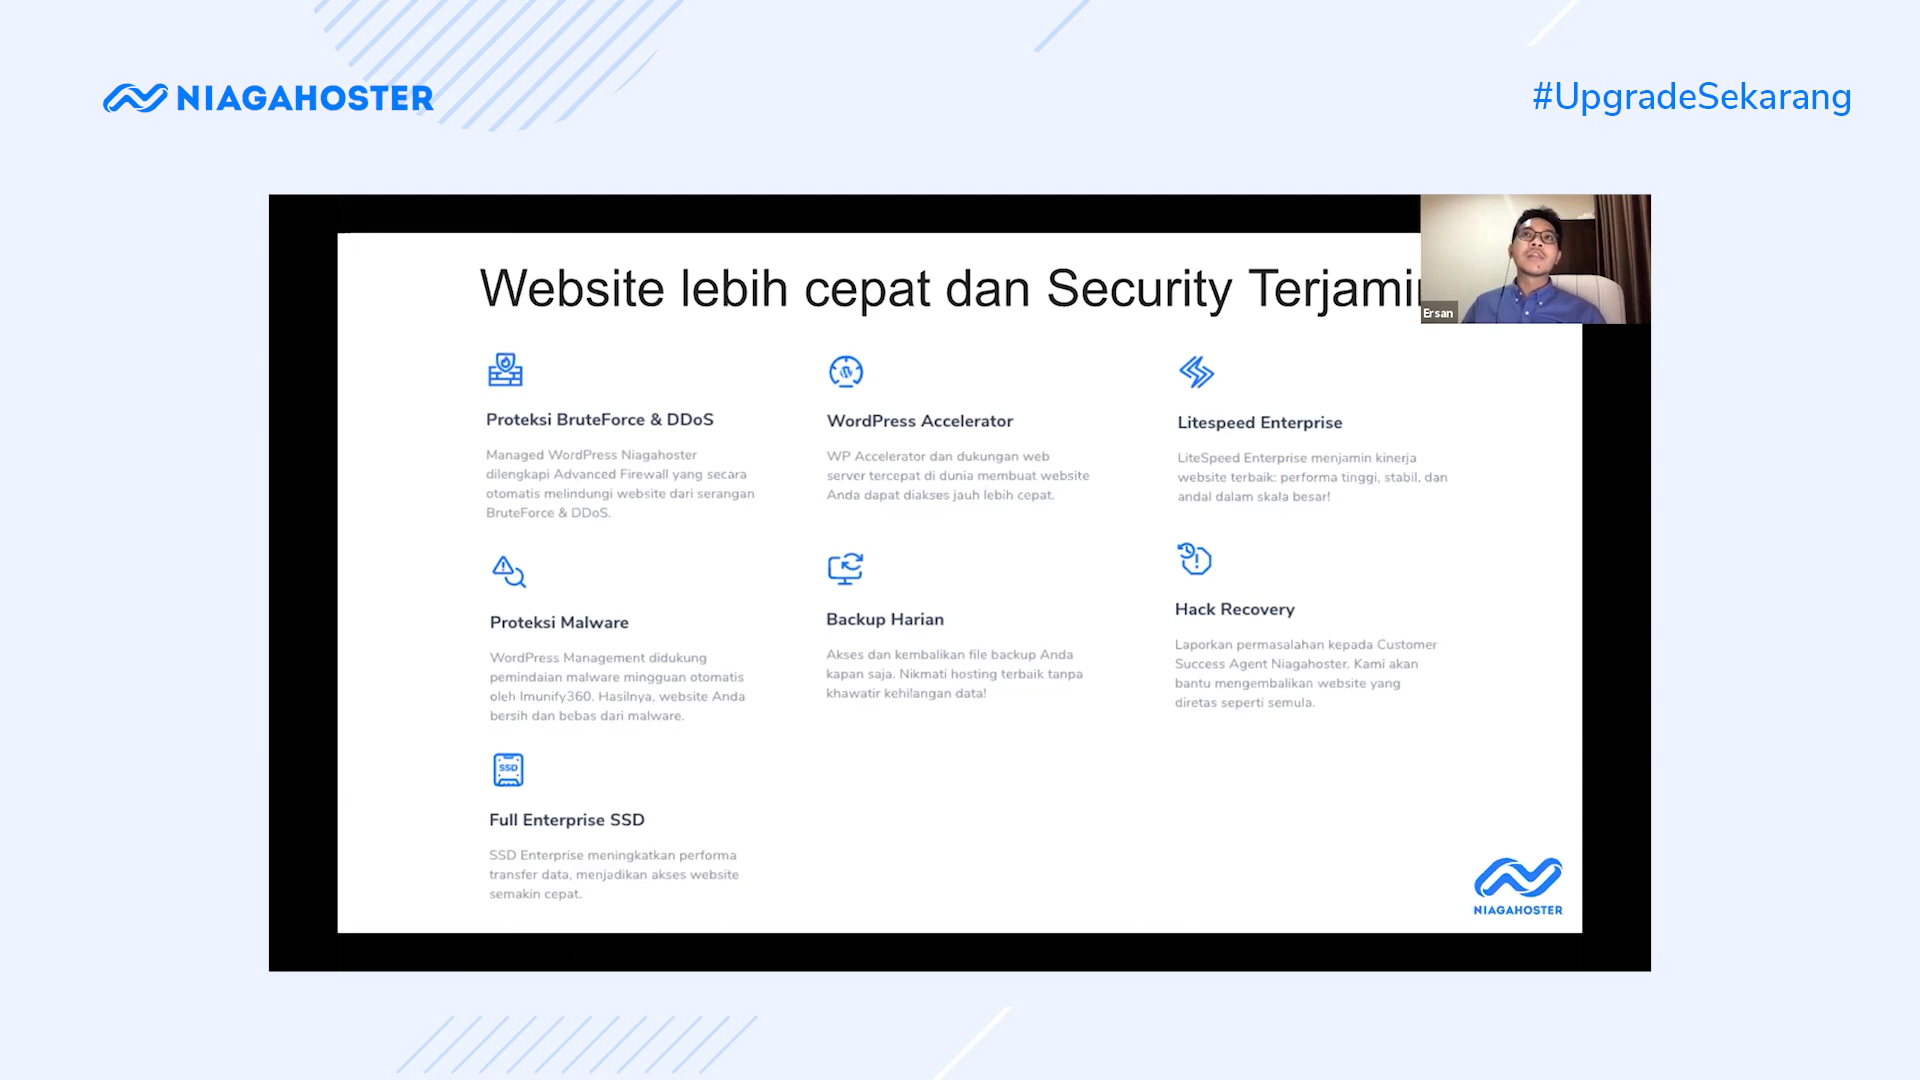 NIAGAHOSTER
#UpgradeSekarang
Website lebih cepat dan Security Terjamin
Ersan
Proteksi BruteForce & DDoS
Managed WordPress Niagahoster
dilengkapi Advanced Firewall yang secara
otomatis melindungi website dari serangan
BruteForce & DDoS.
WordPress Accelerator
WP Accelerator dan dukungan web
server tercepat di dunia membuat website
Anda dapat diakses jauh lebih cepat.
Litespeed Enterprise
LiteSpeed Enterprise menjamin kinerja
website terbaik: performa tinggi, stabil, dan
andal dalam skala besar!
Proteksi Malware
WordPress Management didukung
pemindaian malware mingguan otomatis
oleh Imunify360. Hasilnya, website Anda
bersih dan bebas dari malware.
Backup Harian
Akses dan kembalikan file backup Anda
kapan saja. Nikmati hosting terbaik tanpa
khawatir kehilangan data!
Hack Recovery
Laporkan permasalahan kepada Customer
Success Agent Niagahoster. Kami akan
bantu mengembalikan website yang
diretas seperti semula.
SSD
Full Enterprise SSD
SSD Enterprise meningkatkan performa
transfer data, menjadikan akses website
semakin cepat.
NIAGAHOSTER